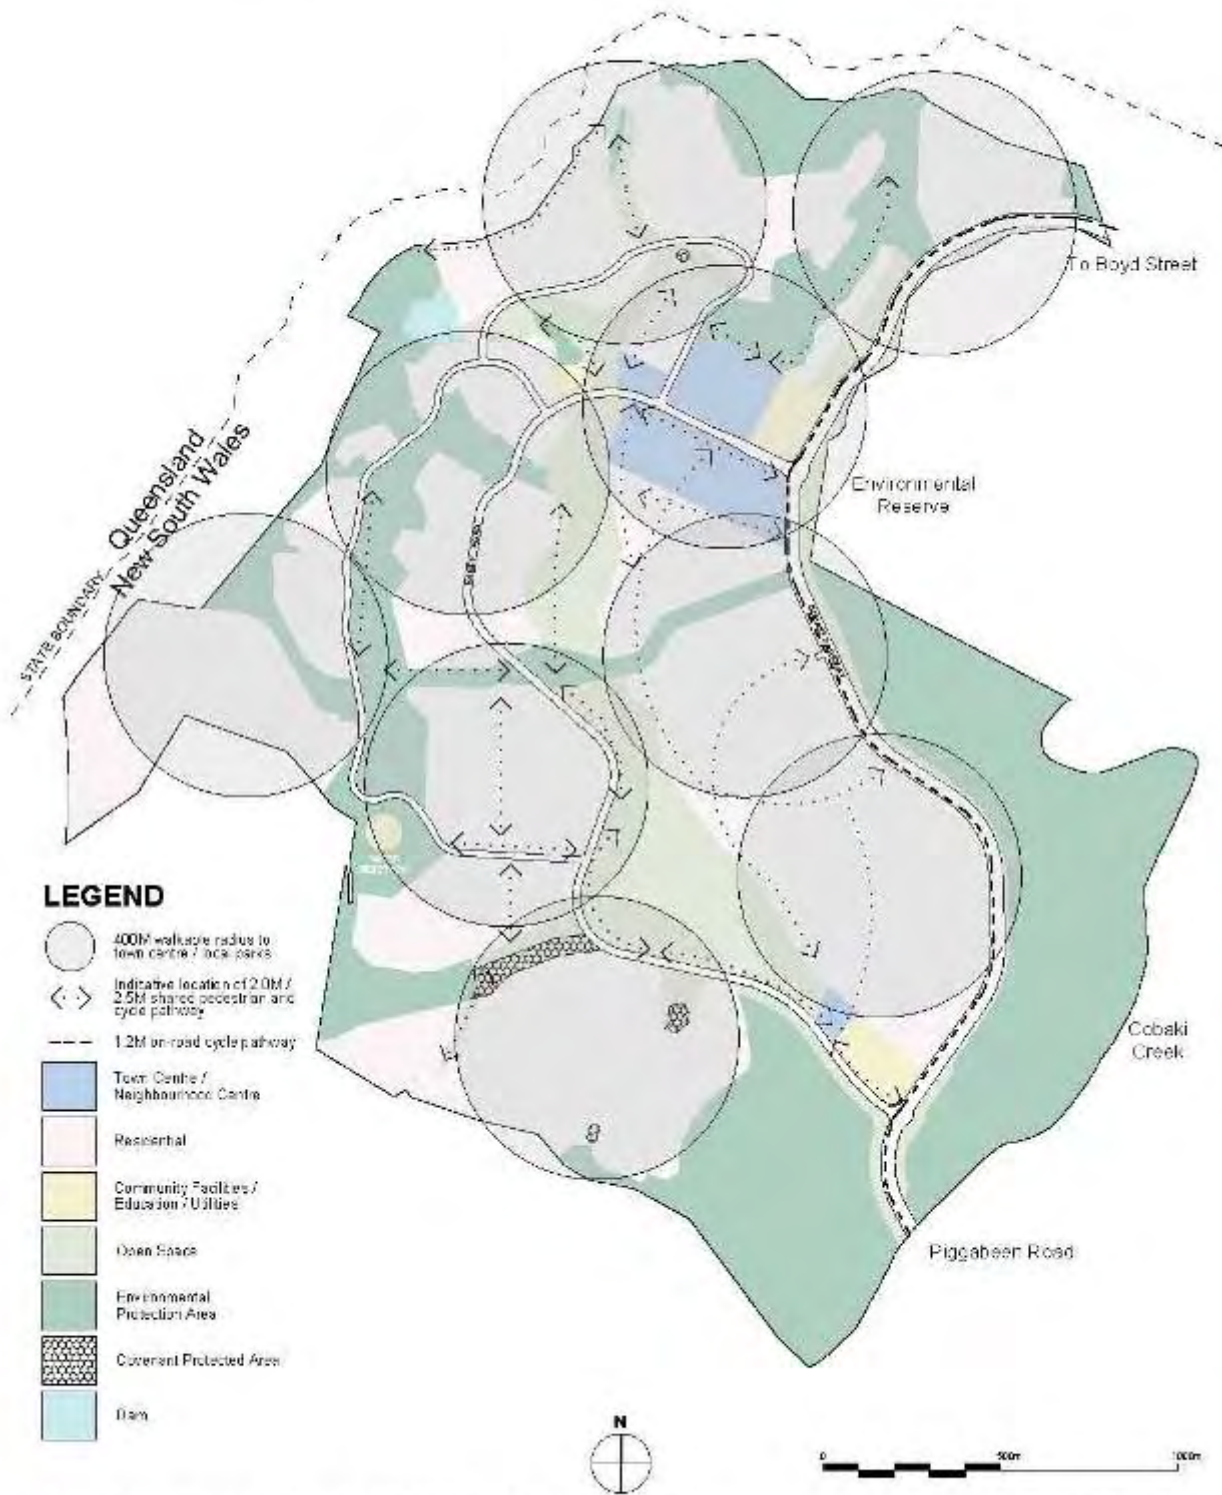 To Boyd Street
Queensland
New South Wales
STATE BOUNDARY
Environmental
Reserve
LEGEND
400M walkable radius to
town centre / local parks
Indicative location of 2.0M /
2.5M shared pedestrian and
cycle pathway
1.2M on-road cycle pathway
Town Centre /
Neighbourhood Centre
Residential
Community Facilities /
Education / Utilities
Open Space
Environmental
Protection Area
Covenant Protected Area
Dam
Cobaki
Creek
Piggabeen Road
N
0
500m
1000m